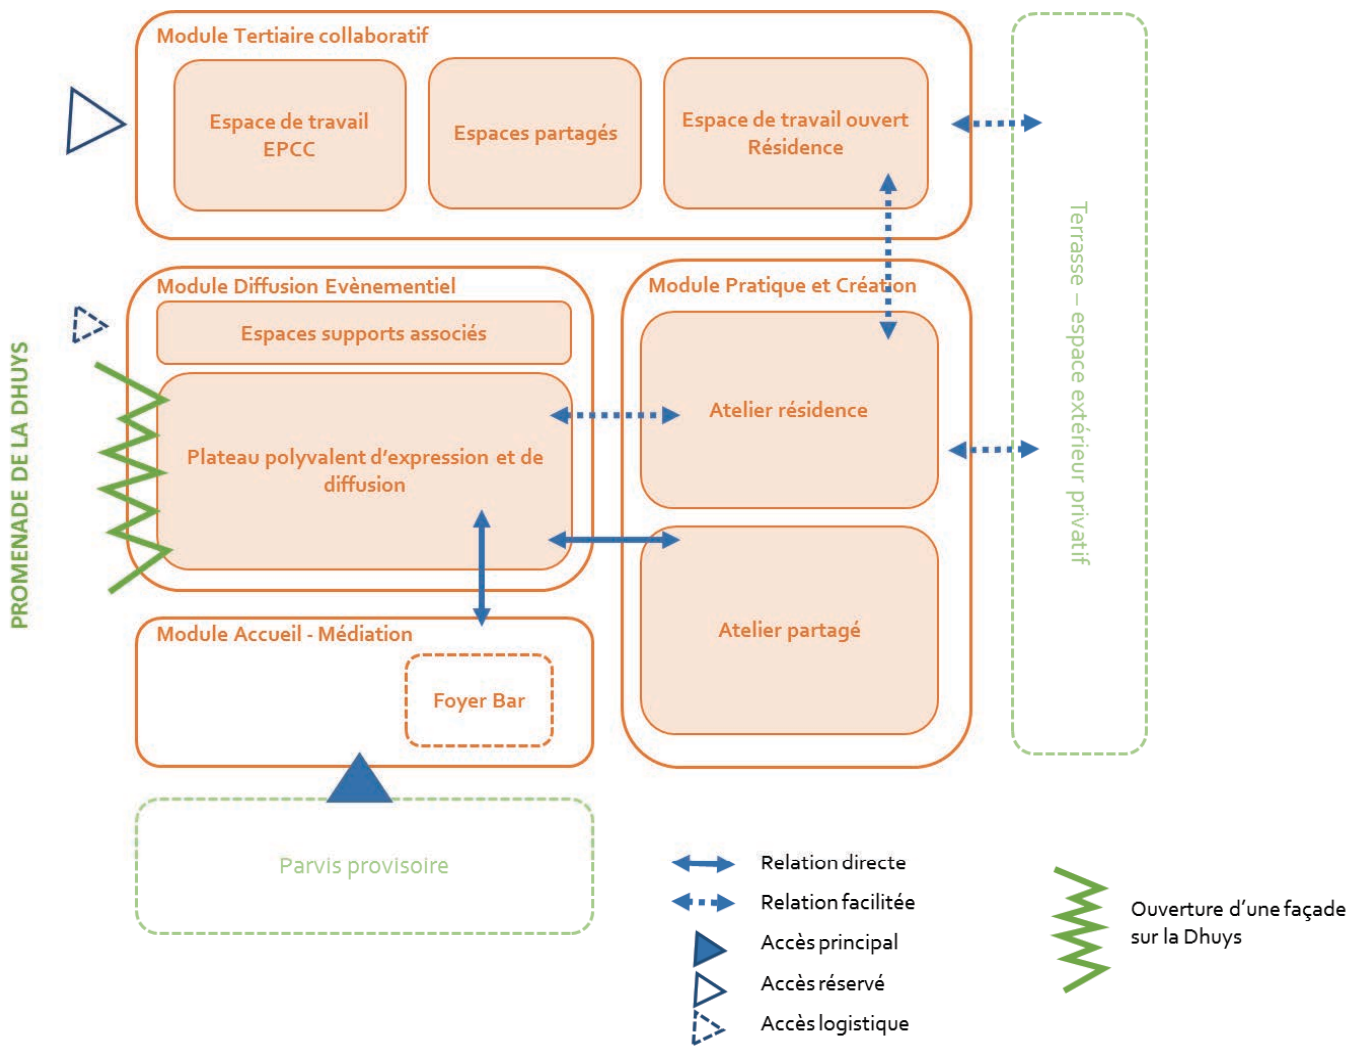 Module Tertiaire collaboratif
Espace de travail
EPCC
Espaces partagés
Espace de travail ouvert
Résidence
Module Diffusion Evènementiel
Espaces supports associés
Plateau polyvalent d’expression et de
diffusion
Module Pratique et Création
Atelier résidence
Atelier partagé
Terrasse – espace extérieur privatif
PROMENADE DE LA DHUYS
Module Accueil - Médiation
Foyer Bar
Parvis provisoire
Relation directe
Relation facilitée
Accès principal
Accès réservé
Accès logistique
Ouverture d’une façade
sur la Dhuys